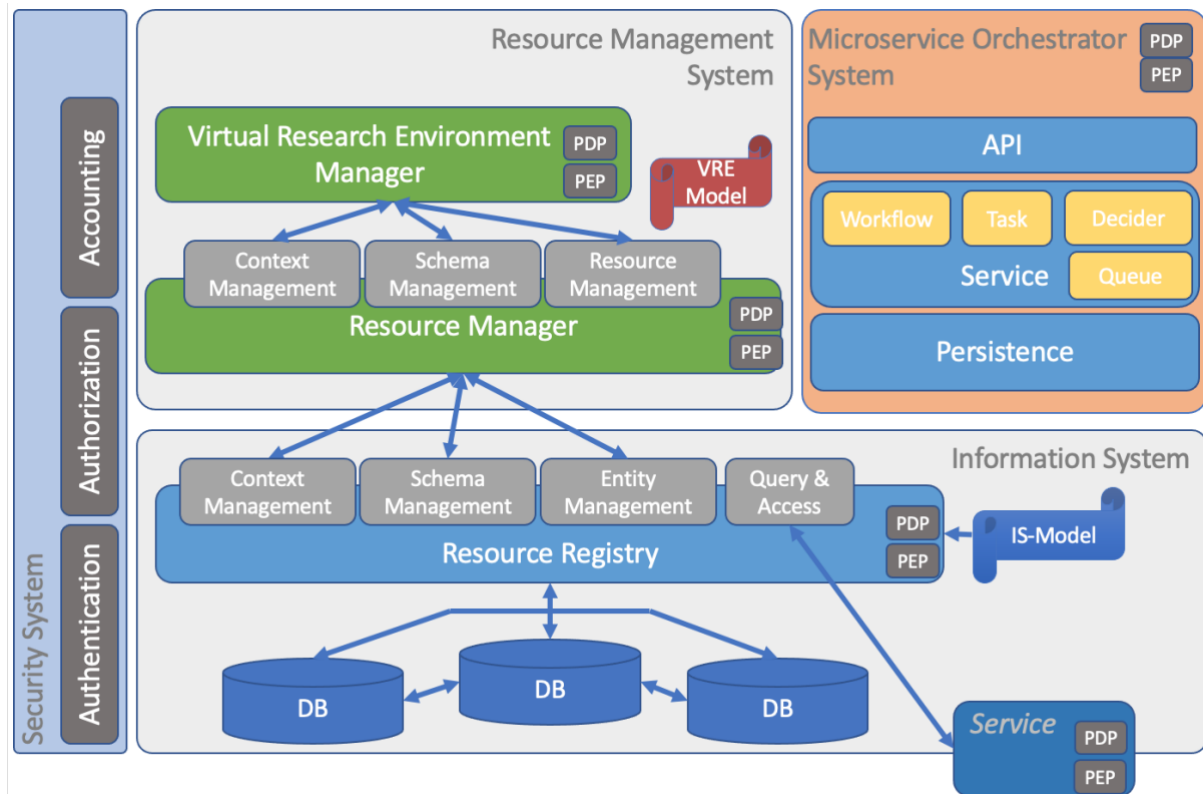 Security System
Accounting
Authorization
Authentication
Resource Management
System
Virtual Research Environment
Manager
PDP
PEP
VRE
Model
Context
Management
Schema
Management
Resource
Management
Resource Manager
PDP
PEP
Microservice Orchestrator
System
PDP
PEP
API
Workflow
Task
Decider
Service
Queue
Persistence
Information System
Context
Management
Schema
Management
Entity
Management
Query &
Access
Resource Registry
PDP
PEP
IS-Model
DB
DB
DB
Service
PDP
PEP